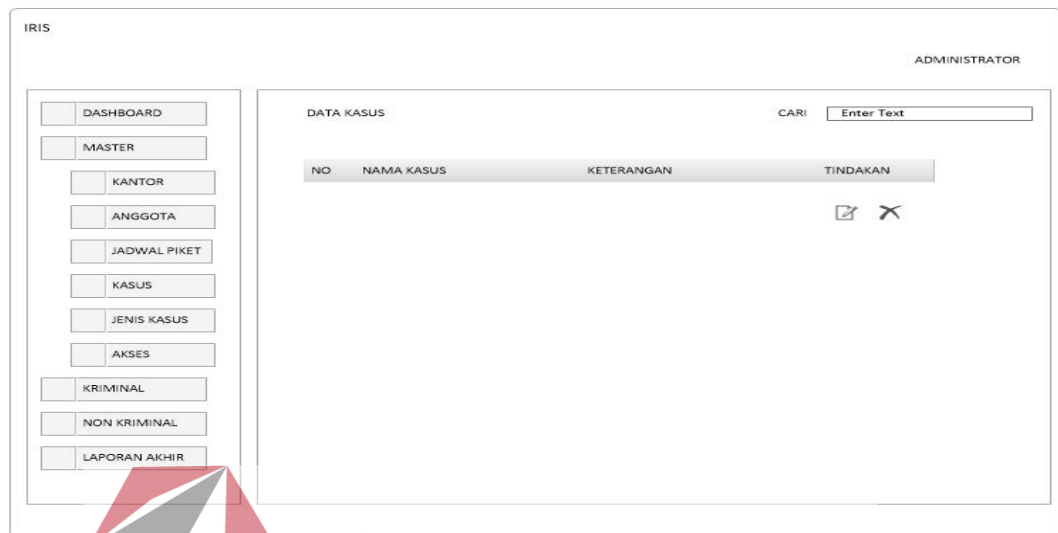 IRIS
ADMINISTRATOR
DASHBOARD
MASTER
KANTOR
ANGGOTA
JADWAL PIKET
KASUS
JENIS KASUS
AKSES
KRIMINAL
NON KRIMINAL
LAPORAN AKHIR
DATA KASUS
CARI Enter Text
NO NAMA KASUS KETERANGAN TINDAKAN